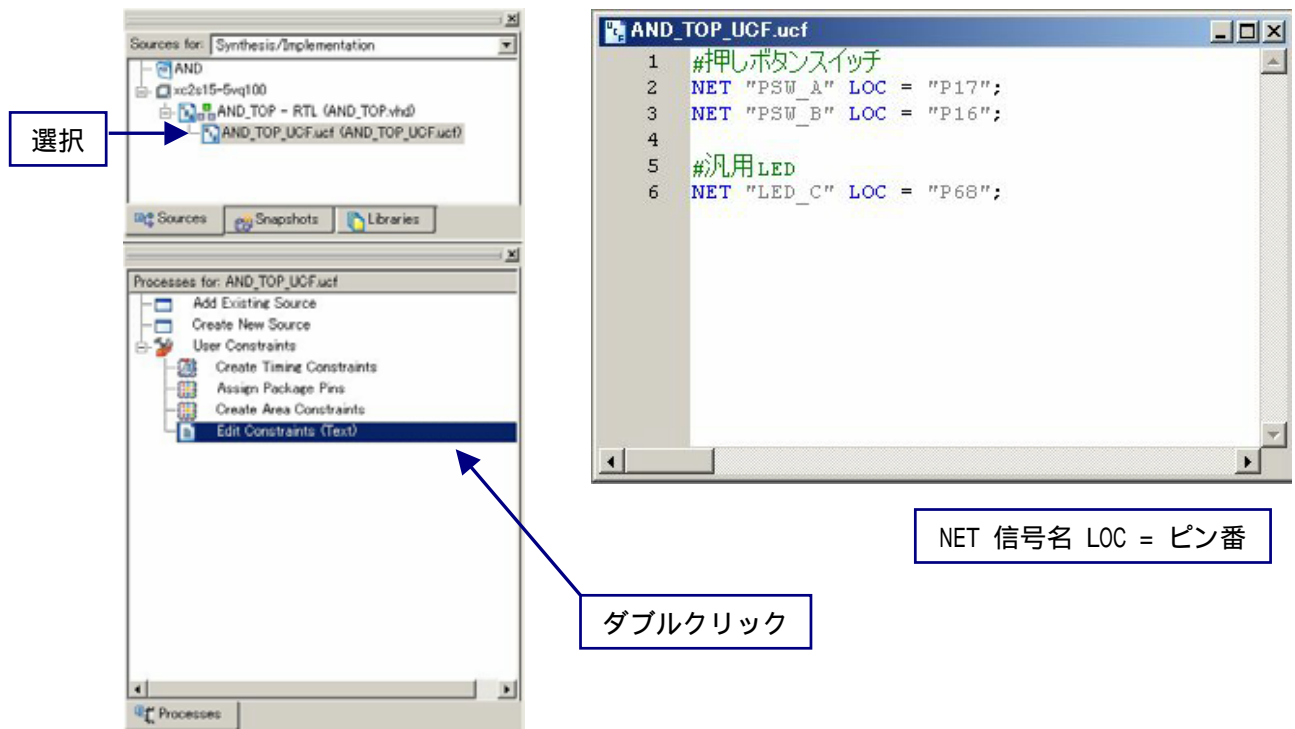 Sources for: Synthesis/Implementation
AND
xc2s15-5vq100
AND_TOP - RTL (AND_TOP.vhd)
AND_TOP_UCF.ucf (AND_TOP_UCF.ucf)
選択
Sources Snapshots Libraries
Processes for: AND_TOP_UCF.ucf
Add Existing Source
Create New Source
User Constraints
Create Timing Constraints
Assign Package Pins
Create Area Constraints
Edit Constraints (Text)
Processes
AND_TOP_UCF.ucf
1 #押しボタンスイッチ
2 NET "PSW_A" LOC = "P17";
3 NET "PSW_B" LOC = "P16";
4
5 #汎用LED
6 NET "LED_C" LOC = "P68";
NET 信号名 LOC = ピン番
ダブルクリック